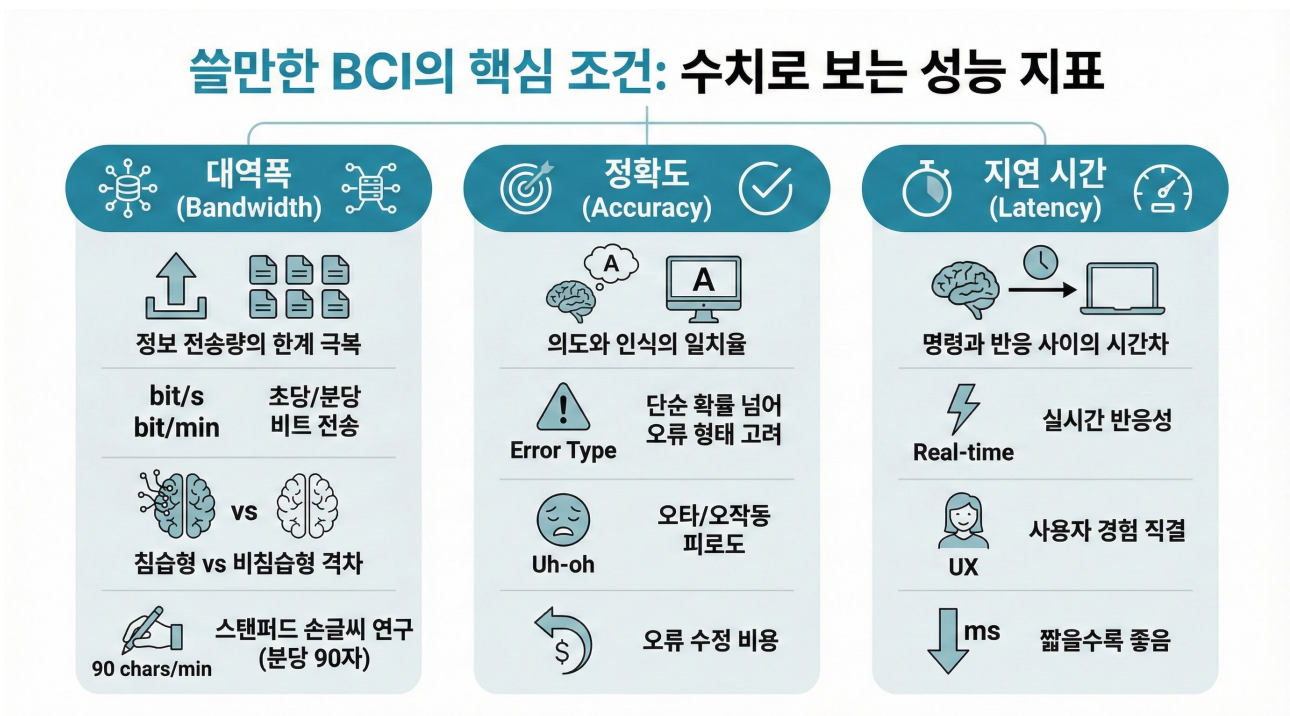 쓸만한 BCI의 핵심 조건: 수치로 보는 성능 지표
대역폭
(Bandwidth)
정보 전송량의 한계 극복
bit/s
bit/min
초당/분당
비트 전송
vs
침습형 vs 비침습형 격차
90 chars/min
스탠퍼드 손글씨 연구
(분당 90자)
정확도
(Accuracy)
A
A
의도와 인식의 일치율
!
Error Type
단순 확률 넘어
오류 형태 고려
Uh-oh
오타/오작동
피로도
$
오류 수정 비용
지연 시간
(Latency)
명령과 반응 사이의 시간차
Real-time
실시간 반응성
UX
사용자 경험 직결
ms
짧을수록 좋음